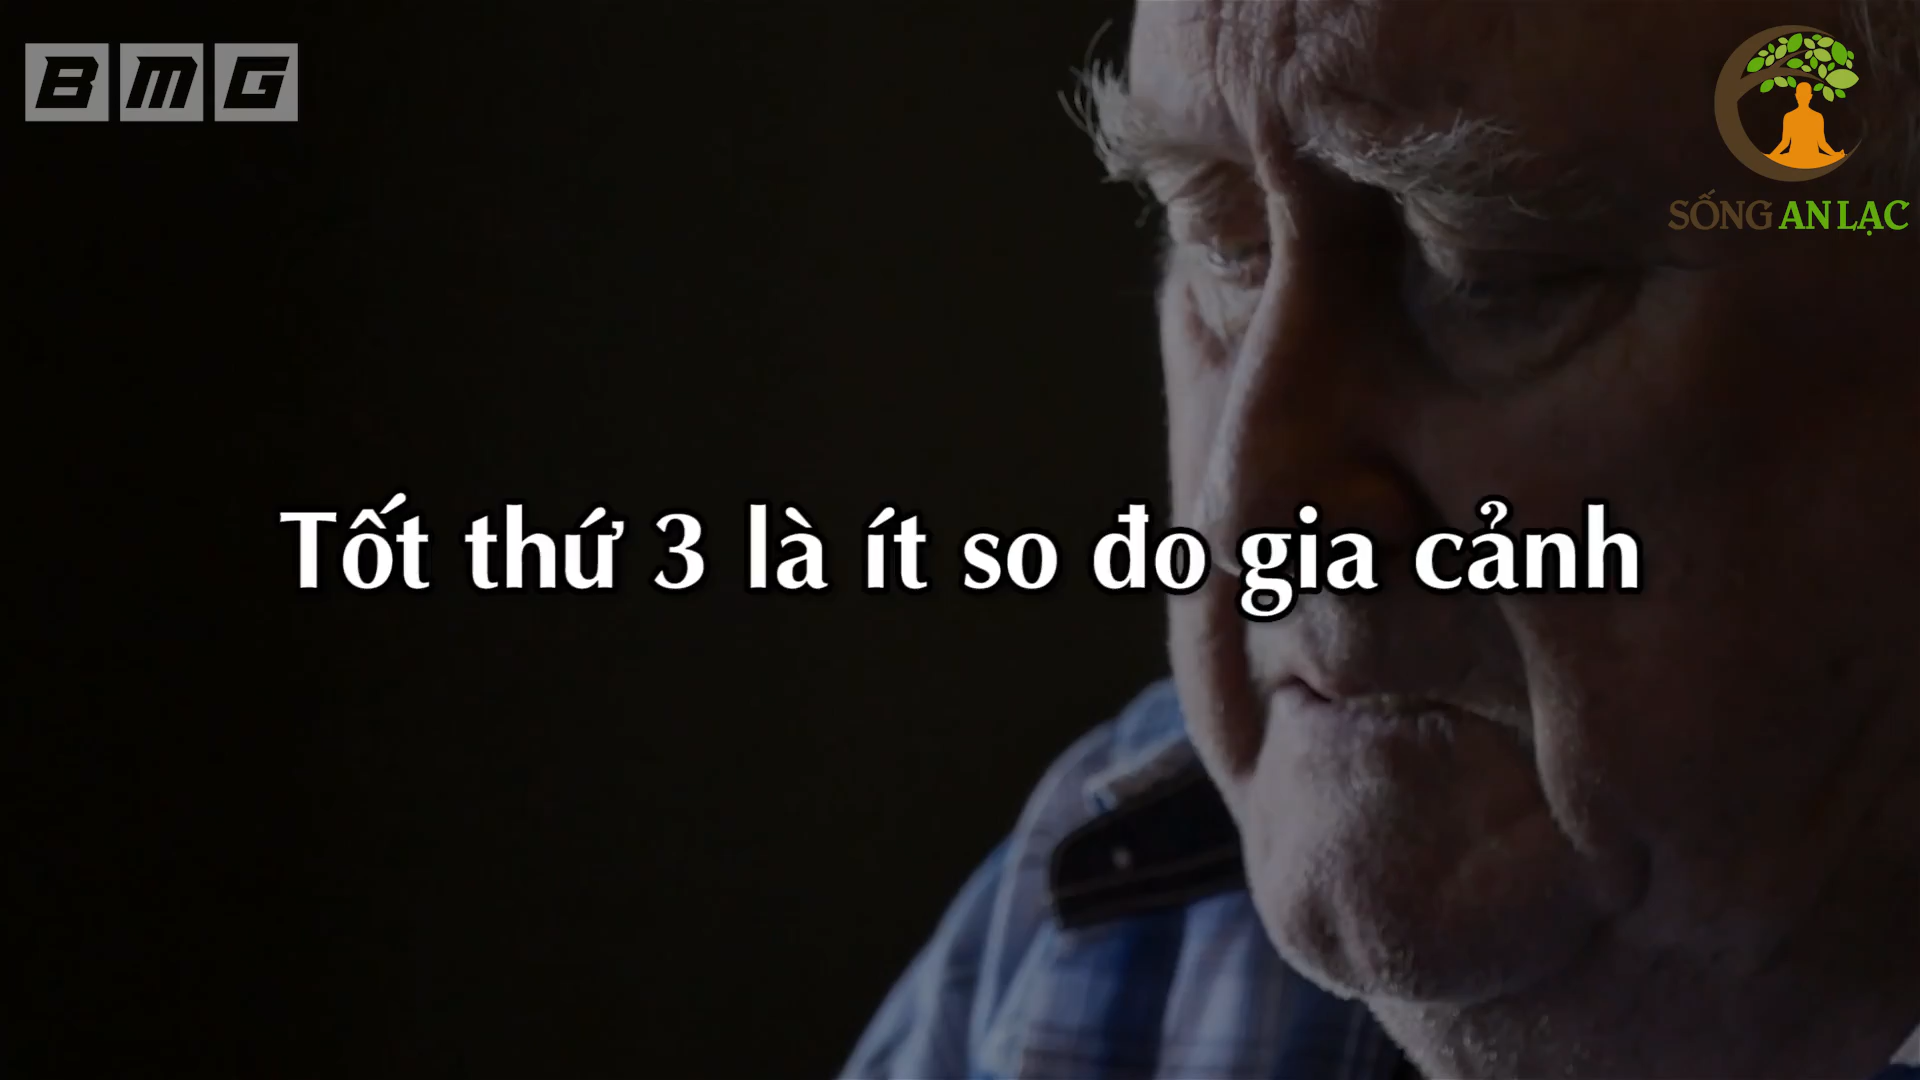 BMG
SỐNG AN LẠC
Tốt thứ 3 là ít so đo gia cảnh